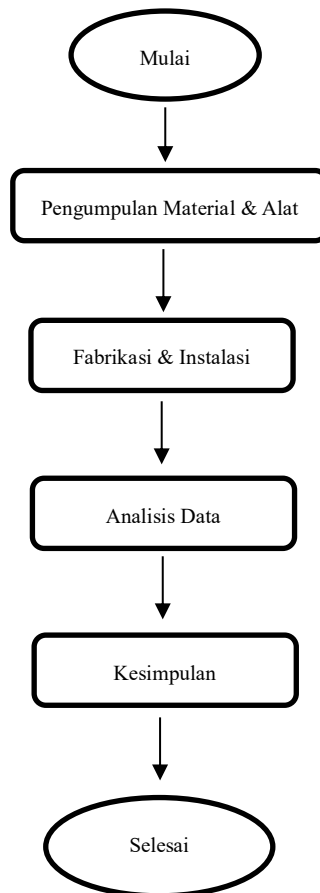 Mulai
Pengumpulan Material & Alat
Fabrikasi & Instalasi
Analisis Data
Kesimpulan
Selesai